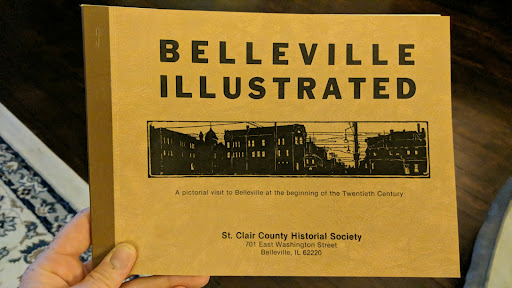 BELLEVILLE
ILLUSTRATED
A pictorial visit to Belleville at the beginning of the Twentieth Century
St. Clair County Historical Society
701 East Washington Street
Belleville, IL 62220